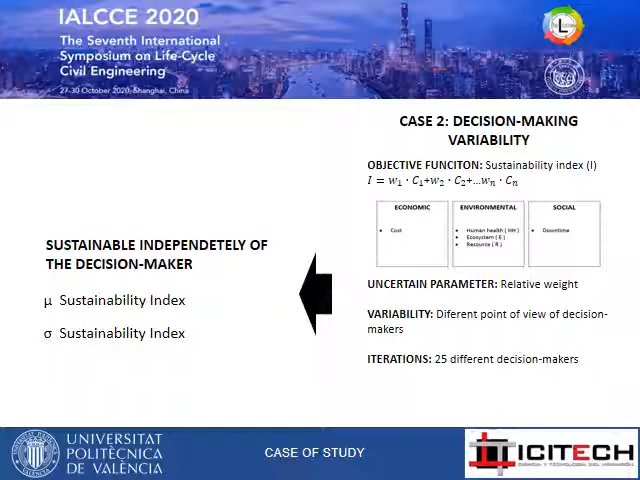 IALCCE 2020
The Seventh International
Symposium on Life-Cycle
Civil Engineering
27-30 October 2020, Shanghai, China
CASE 2: DECISION-MAKING
VARIABILITY
OBJECTIVE FUNCITON: Sustainability index (I)
I = w₁ · C₁+w₂ · C₂+…wₙ · Cₙ
ECONOMIC
Cost
ENVIRONMENTAL
Human health ( HH )
Ecosystem ( E )
Resource ( R )
SOCIAL
Downtime
SUSTAINABLE INDEPENDETELY OF
THE DECISION-MAKER
μ Sustainability Index
σ Sustainability Index
UNCERTAIN PARAMETER: Relative weight
VARIABILITY: Diferent point of view of decision-
makers
ITERATIONS: 25 different decision-makers
UNIVERSITAT
POLITÈCNICA
DE VALÈNCIA
CASE OF STUDY
ICITECH